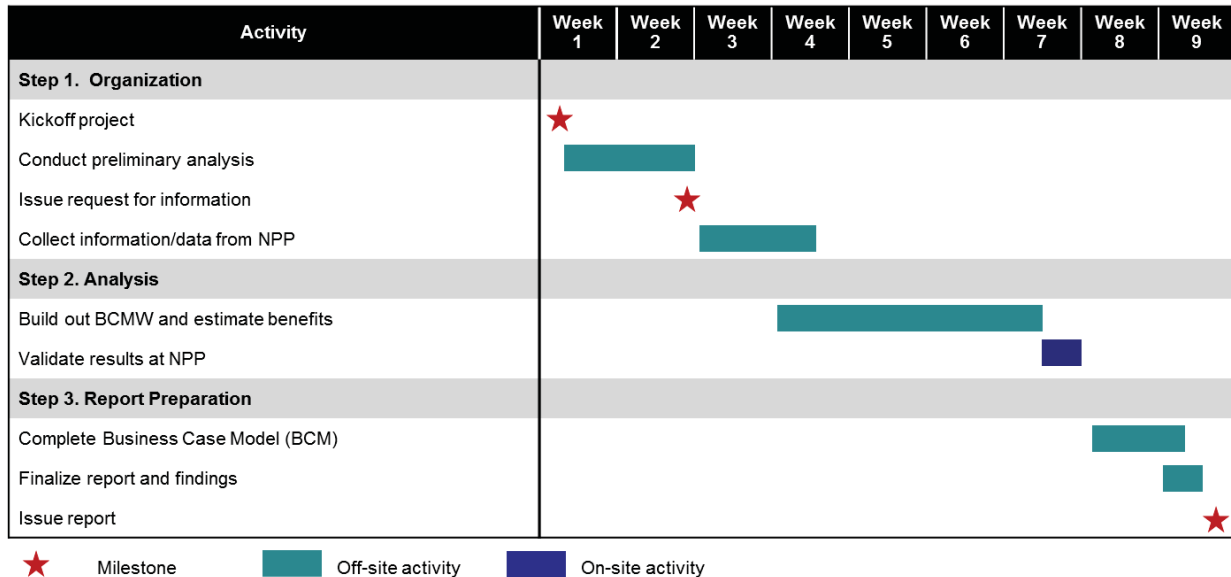 Activity
Week 1
Week 2
Week 3
Week 4
Week 5
Week 6
Week 7
Week 8
Week 9
Step 1.  Organization
Kickoff project
Conduct preliminary analysis
Issue request for information
Collect information/data from NPP
Step 2. Analysis
Build out BCMW and estimate benefits
Validate results at NPP
Step 3. Report Preparation
Complete Business Case Model (BCM)
Finalize report and findings
Issue report
Milestone
Off-site activity
On-site activity